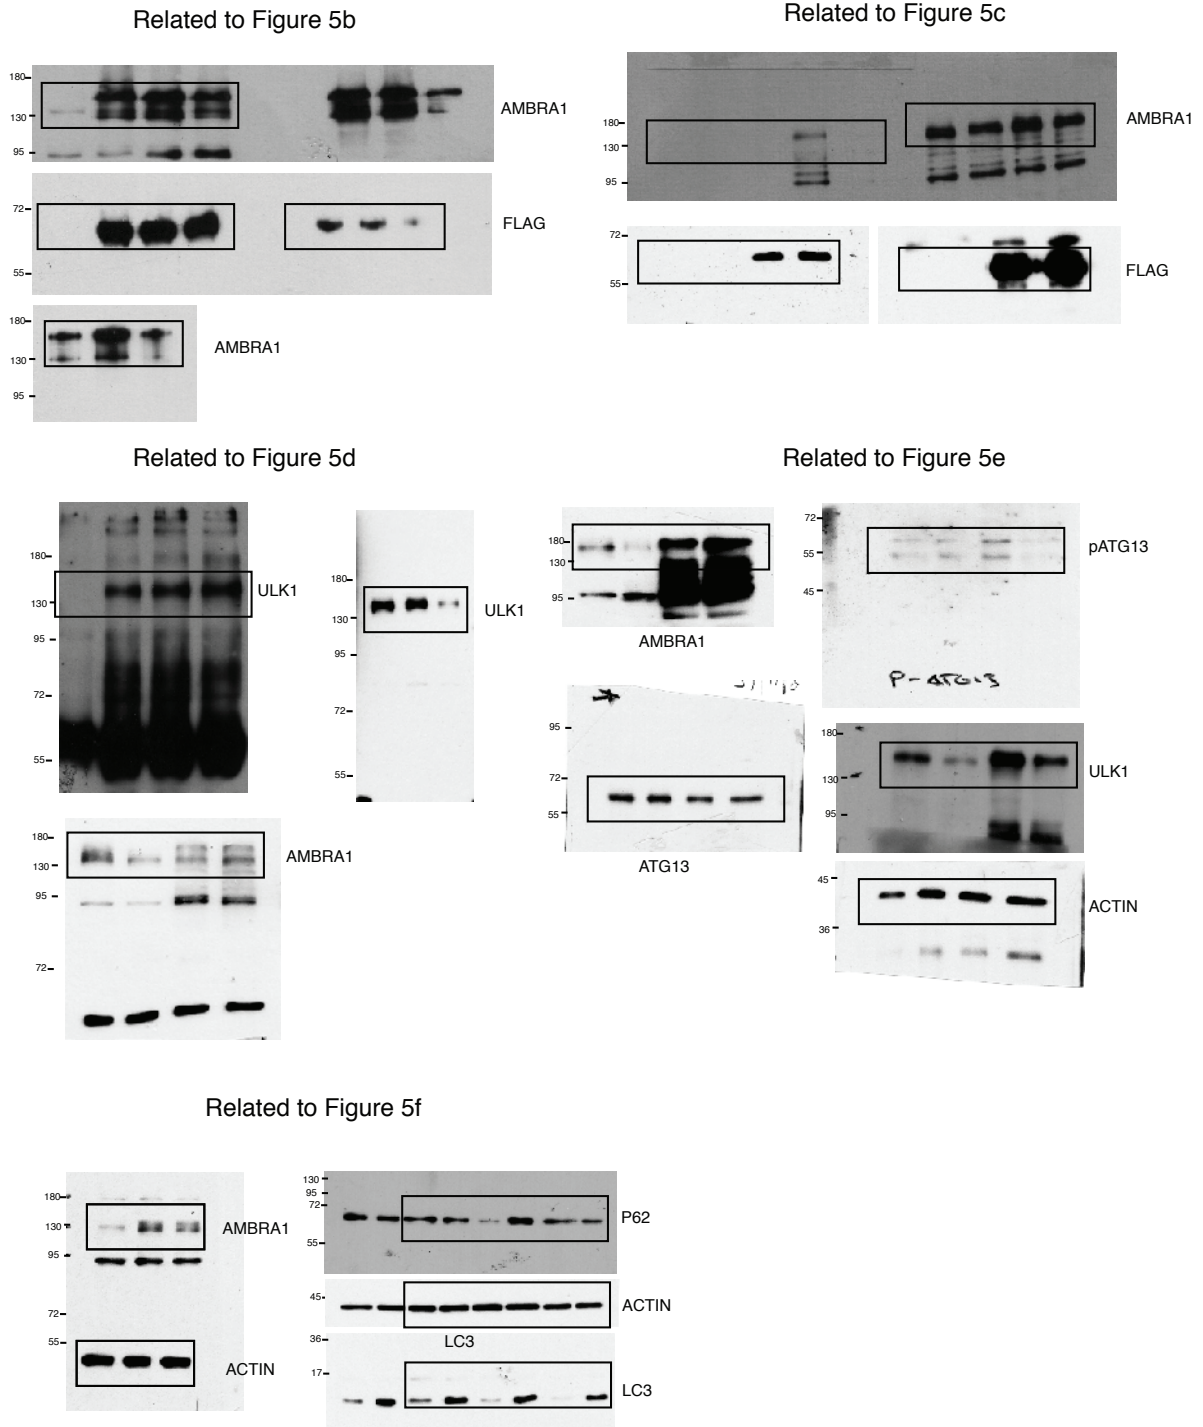 Related to Figure 5b
180
130
95
AMBRA1
72
55
FLAG
180
130
95
AMBRA1
Related to Figure 5c
180
130
95
AMBRA1
72
55
FLAG
Related to Figure 5d
180
130
95
72
55
ULK1
180
130
95
72
55
ULK1
180
130
95
72
AMBRA1
Related to Figure 5e
180
130
95
AMBRA1
72
55
45
pATG13
P-ATG13
95
72
55
ATG13
180
130
95
ULK1
45
36
ACTIN
Related to Figure 5f
180
130
95
72
55
AMBRA1
ACTIN
130
95
72
55
P62
45
ACTIN
36
17
LC3
LC3